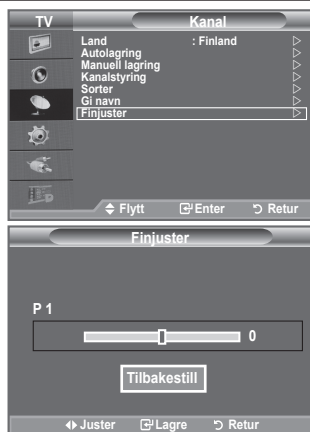 TV Kanal
Land : Finland
Autolagring
Manuell lagring
Kanalstyring
Sorter
Gi navn
Finjuster
Flytt Enter Retur
Finjuster
P 1
0
Tilbakestill
Juster Lagre Retur